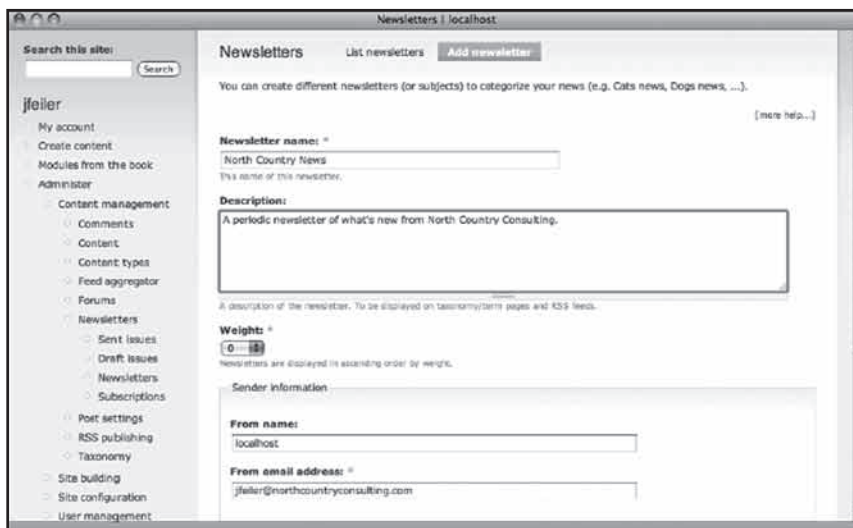 Newsletters | localhost
Search this site:
Search
jfeiler
My account
Create content
Modules from the book
Administer
Content management
Comments
Content
Content types
Feed aggregator
Forums
Newsletters
Sent issues
Draft issues
Newsletters
Subscriptions
Post settings
RSS publishing
Taxonomy
Site building
Site configuration
User management
Newsletters
List newsletters
Add newsletter
You can create different newsletters (or subjects) to categorize your news (e.g. Cats news, Dogs news, ...).
[more help...]
Newsletter name: *
North Country News
This name of this newsletter.
Description:
A periodic newsletter of what's new from North Country Consulting.
A description of the newsletter. To be displayed on taxonomy/term pages and RSS feeds.
Weight: *
0
Newsletters are displayed in ascending order by weight.
Sender information
From name:
localhost
From email address: *
jfeiler@northcountryconsulting.com